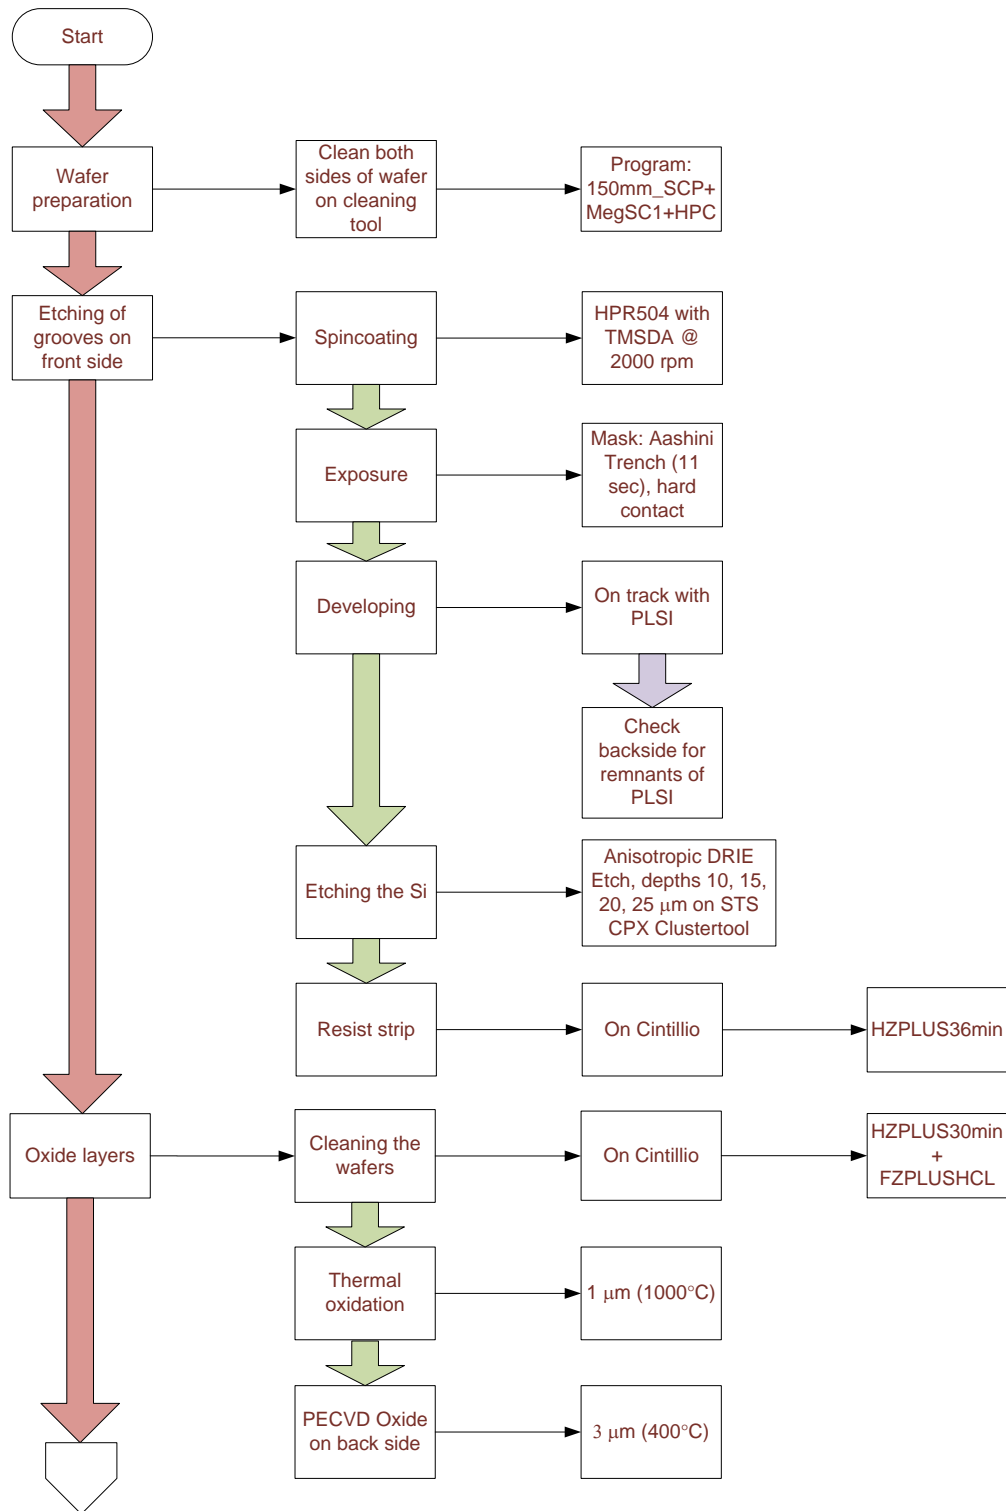 Start
Wafer
preparation
Clean both
sides of wafer
on cleaning
tool
Program:
150mm_SCP+
MegSC1+HPC
Etching of
grooves on
front side
Spincoating
HPR504 with
TMSDA @
2000 rpm
Exposure
Mask: Aashini
Trench (11
sec), hard
contact
Developing
On track with
PLSI
Check
backside for
remnants of
PLSI
Etching the Si
Anisotropic DRIE
Etch, depths 10, 15,
20, 25 μm on STS
CPX Clustertool
Resist strip
On Cintillio
HZPLUS36min
Oxide layers
Cleaning the
wafers
On Cintillio
HZPLUS30min
+
FZPLUSHCL
Thermal
oxidation
1 μm (1000°C)
PECVD Oxide
on back side
3 μm (400°C)